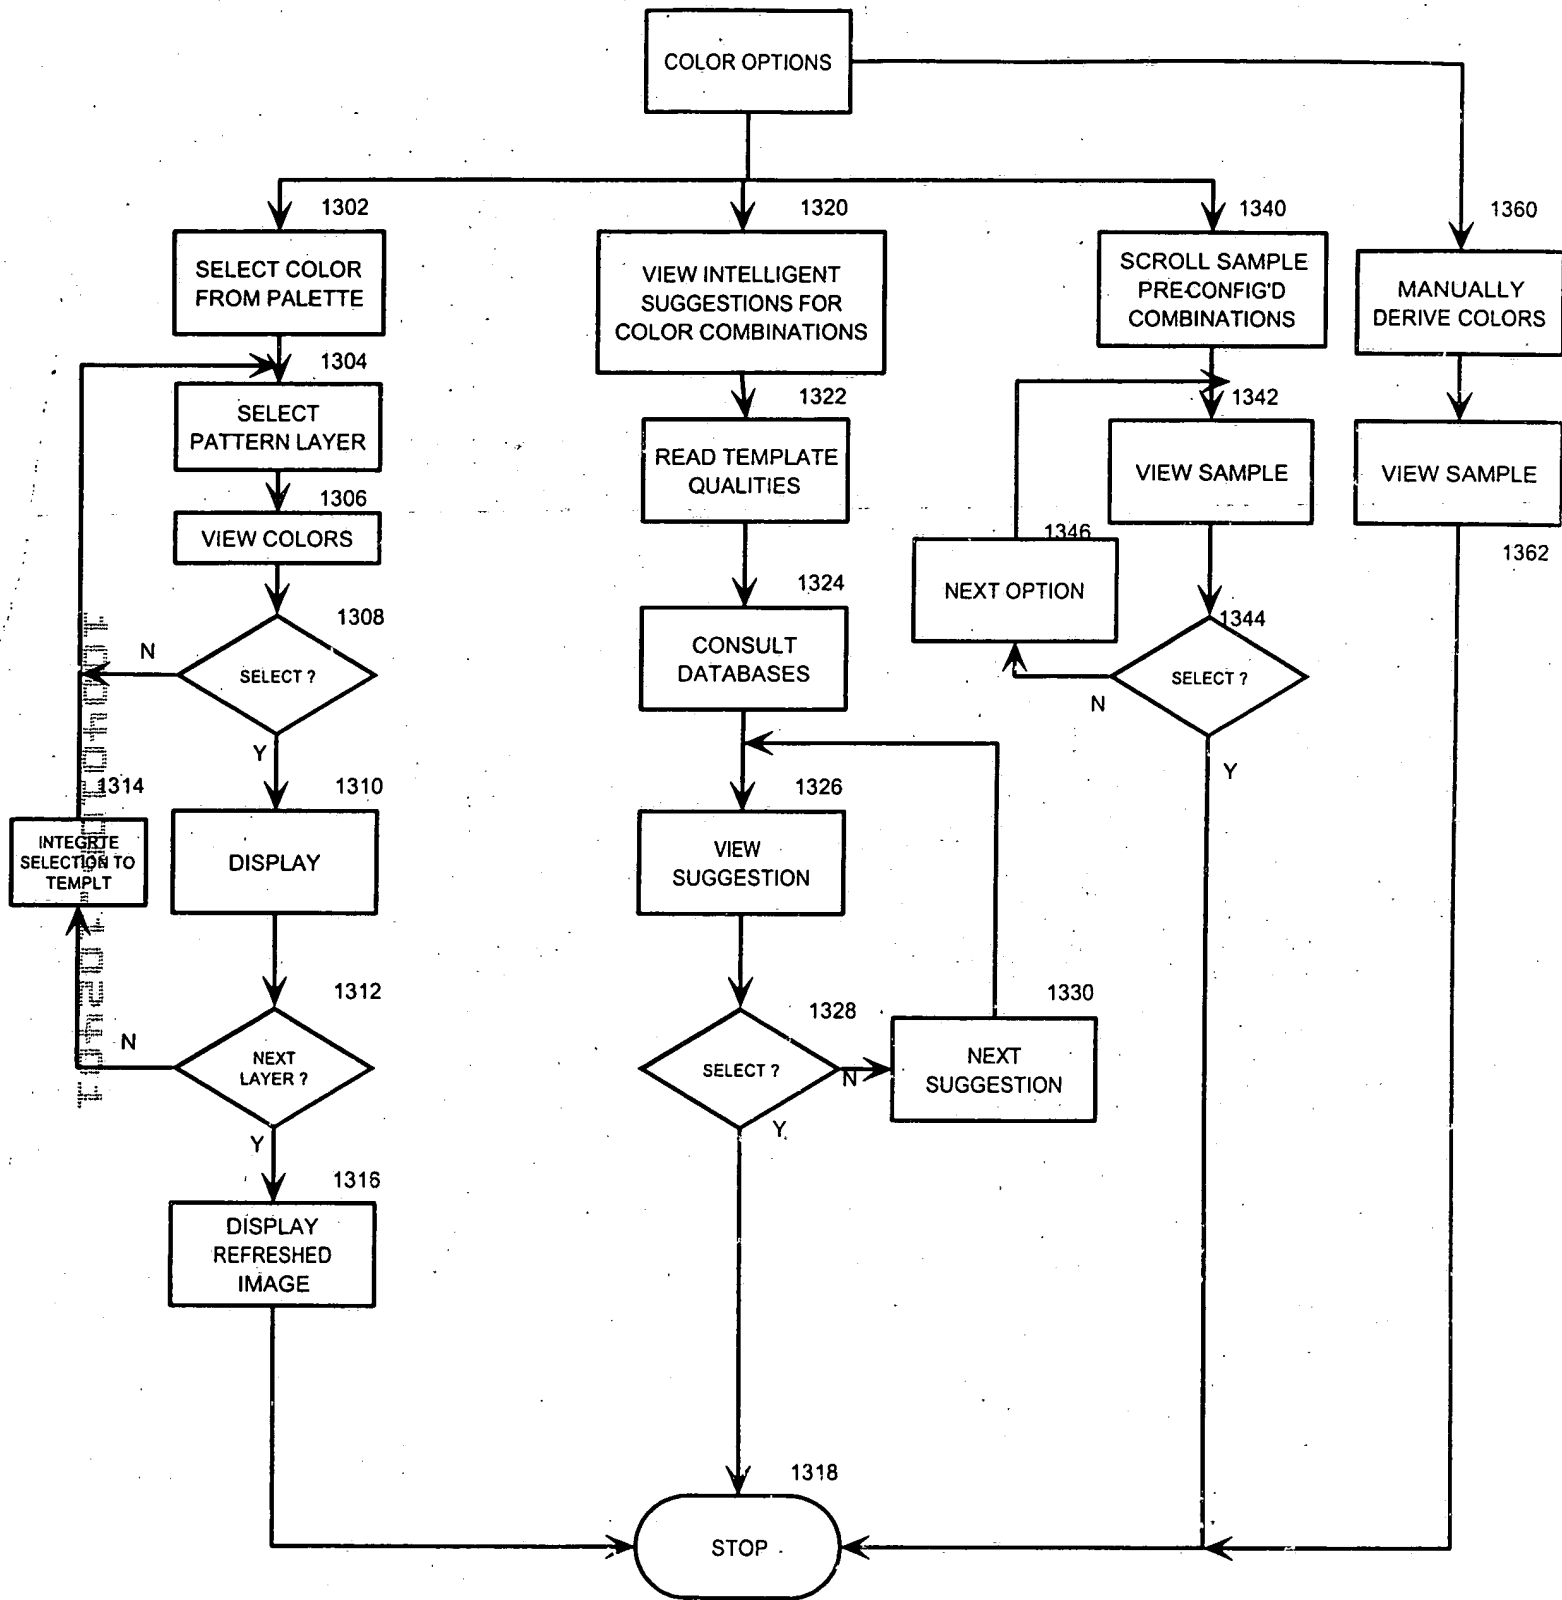 COLOR OPTIONS
1302
SELECT COLOR
FROM PALETTE
1304
SELECT
PATTERN LAYER
1306
VIEW COLORS
1308
SELECT ?
N
Y
1314
INTEGRTE
SELECTION TO
TEMPLT
1310
DISPLAY
1312
NEXT
LAYER ?
N
Y
1316
DISPLAY
REFRESHED
IMAGE
1320
VIEW INTELLIGENT
SUGGESTIONS FOR
COLOR COMBINATIONS
1322
READ TEMPLATE
QUALITIES
1324
CONSULT
DATABASES
1326
VIEW
SUGGESTION
1328
SELECT ?
N
Y
1330
NEXT
SUGGESTION
1340
SCROLL SAMPLE
PRE-CONFIG'D
COMBINATIONS
1342
VIEW SAMPLE
1344
SELECT ?
N
Y
1346
NEXT OPTION
1360
MANUALLY
DERIVE COLORS
VIEW SAMPLE
1362
1318
STOP